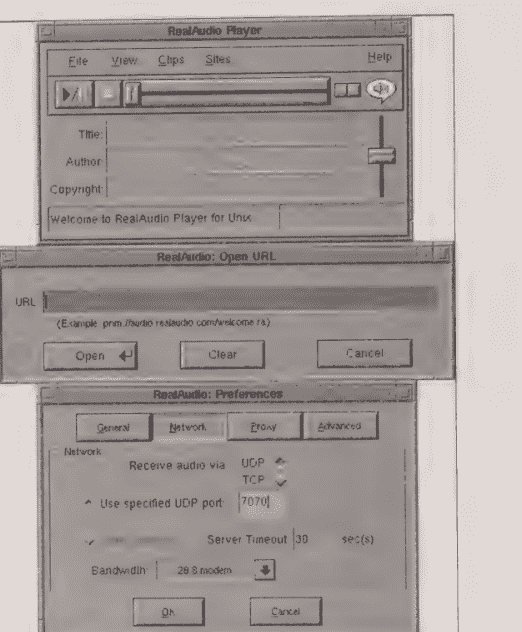 RealAudio Player
File View Clips Sites Help
Title:
Author
Copyright:
Welcome to RealAudio Player for Unix
RealAudio: Open URL
URL
(Example: pnm://audio.realaudio.com/welcome.ra)
Open Clear Cancel
RealAudio: Preferences
General Network Proxy Advanced
Network
Receive audio via UDP
TCP
Use specified UDP port: 7070
Server Timeout 30 sec(s)
Bandwidth: 28.8 modem
OK Cancel